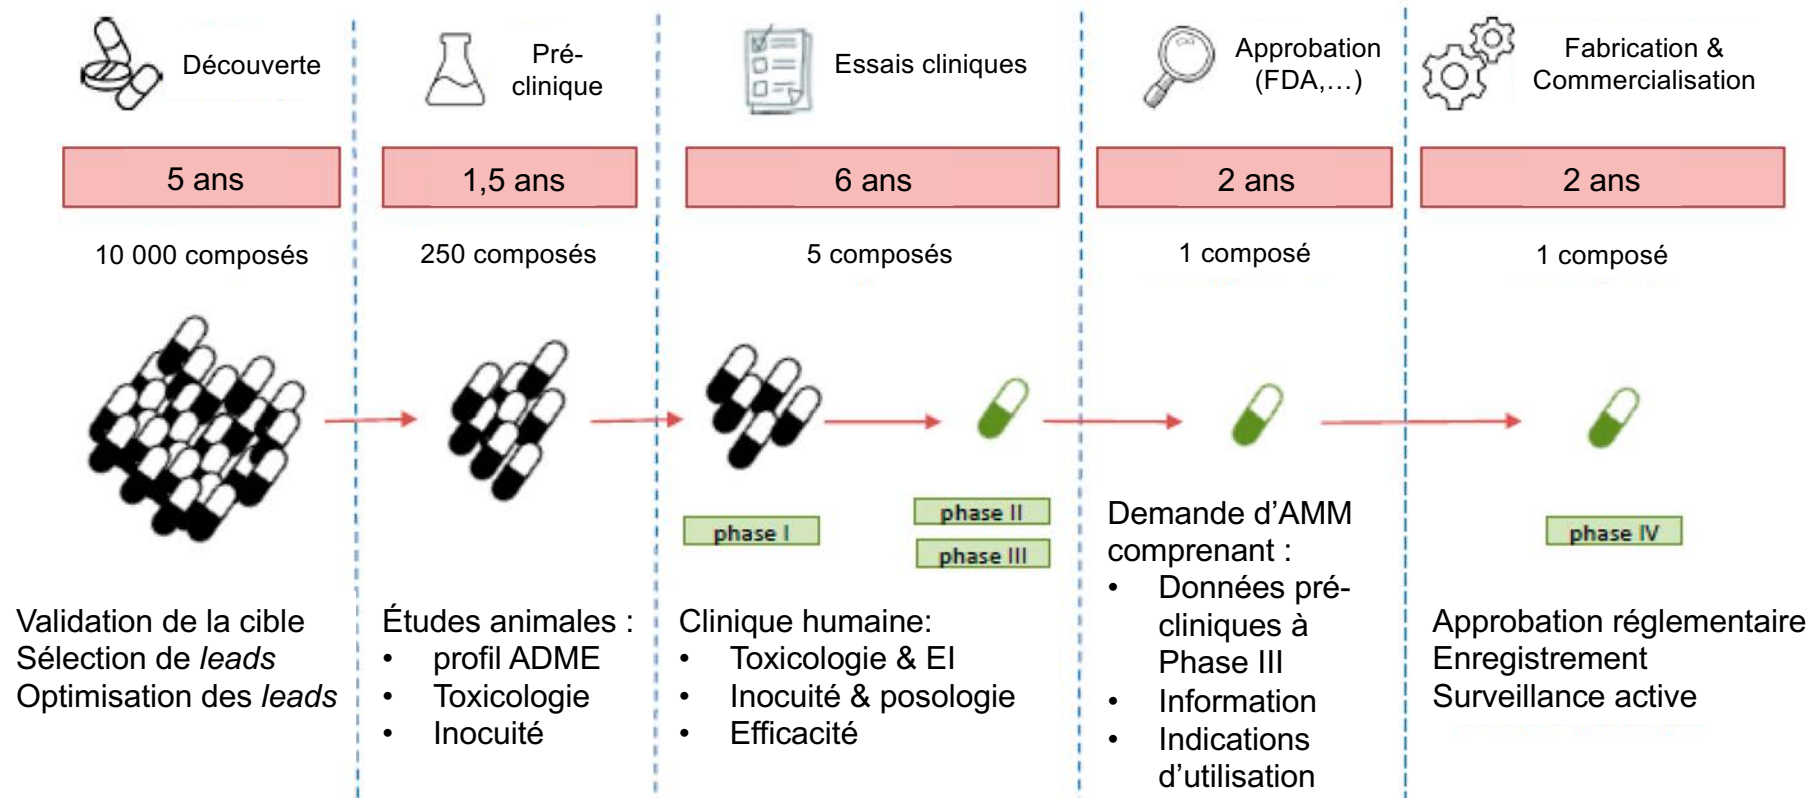 Découverte
5 ans
10 000 composés
Validation de la cible
Sélection de leads
Optimisation des leads
Pré-
clinique
1,5 ans
250 composés
Études animales :
• profil ADME
• Toxicologie
• Inocuité
Essais cliniques
6 ans
5 composés
phase I
phase II
phase III
Clinique humaine:
• Toxicologie & EI
• Inocuité & posologie
• Efficacité
Approbation
(FDA,…)
2 ans
1 composé
Demande d’AMM
comprenant :
• Données pré-
cliniques à
Phase III
• Information
• Indications
d’utilisation
Fabrication &
Commercialisation
2 ans
1 composé
phase IV
Approbation réglementaire
Enregistrement
Surveillance active